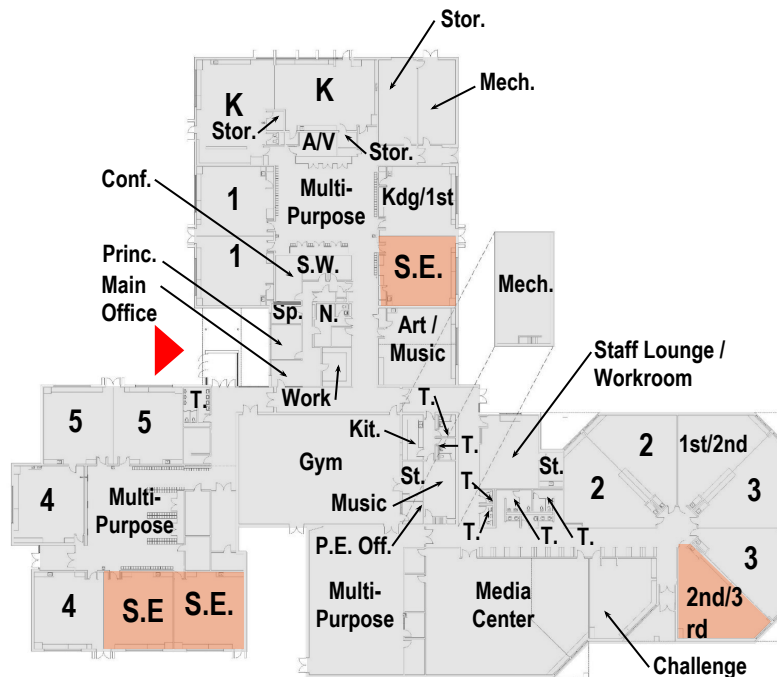 Stor.
K
K
Mech.
Stor.
A/V
Stor.
Conf.
1
Multi-
Purpose
Kdg/1st
1
Princ.
S.W.
S.E.
Mech.
Main
Office
Sp.
N.
Art /
Music
Staff Lounge /
Workroom
Work
T.
5
5
T.
Kit.
T.
Gym
St.
Music
T.
St.
2
1st/2nd
2
3
4
Multi-
Purpose
P.E. Off.
T.
T.
T.
3
4
S.E
S.E.
Multi-
Purpose
Media
Center
2nd/3
rd
Challenge